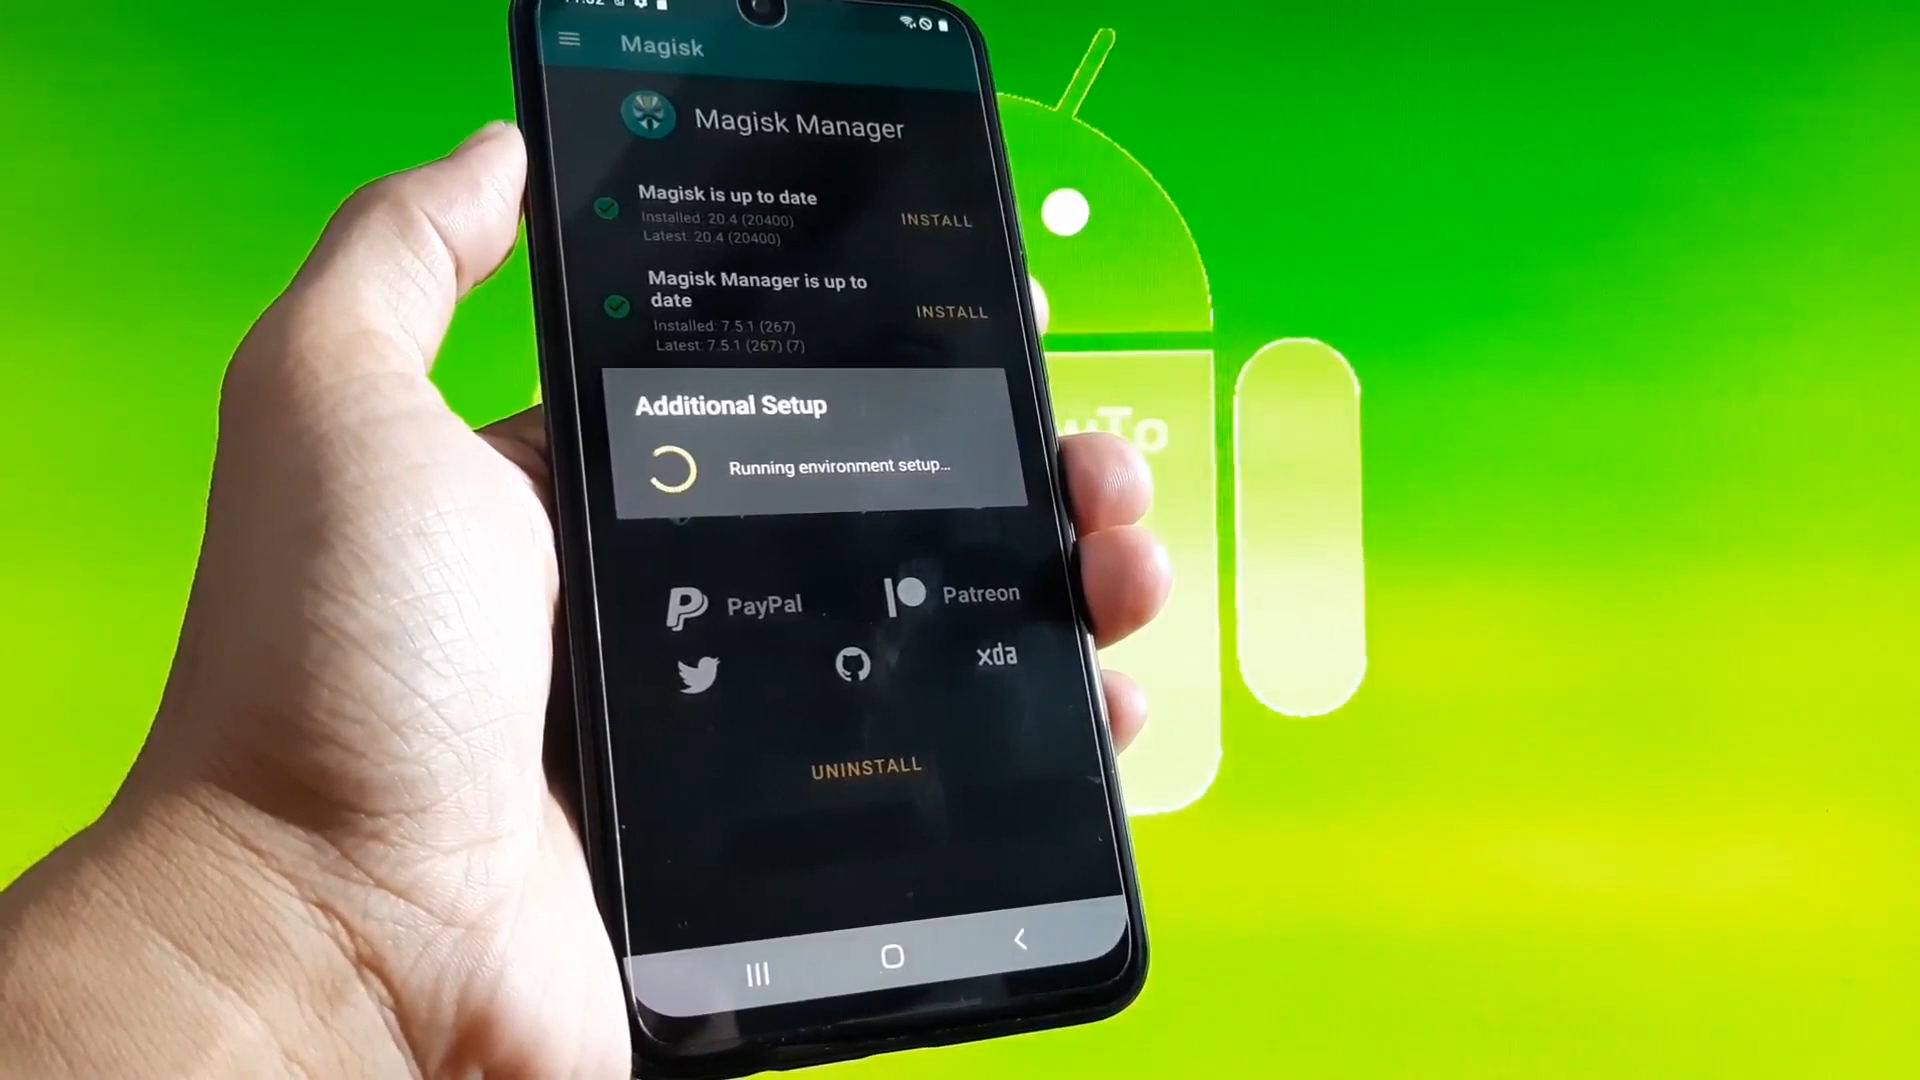 Magisk
Magisk Manager
Magisk is up to date
Installed: 20.4 (20400)
Latest: 20.4 (20400)
INSTALL
Magisk Manager is up to
date
Installed: 7.5.1 (267)
Latest: 7.5.1 (267) (7)
INSTALL
Additional Setup
Running environment setup...
PayPal
Patreon
xda
UNINSTALL
To